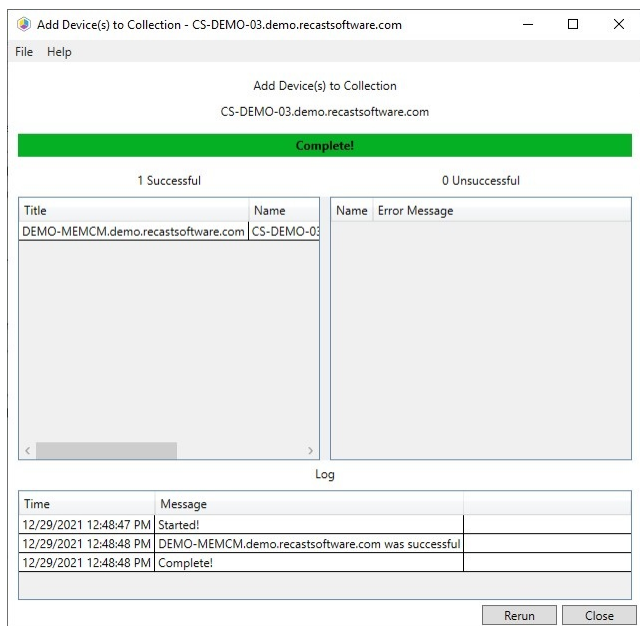 Add Device(s) to Collection - CS-DEMO-03.demo.recastsoftware.com
File Help
Add Device(s) to Collection
CS-DEMO-03.demo.recastsoftware.com
Complete!
1 Successful
0 Unsuccessful
Title Name
DEMO-MEMCM.demo.recastsoftware.com CS-DEMO-03
Name Error Message
Log
Time Message
12/29/2021 12:48:47 PM Started!
12/29/2021 12:48:48 PM DEMO-MEMCM.demo.recastsoftware.com was successful
12/29/2021 12:48:48 PM Complete!
Rerun Close